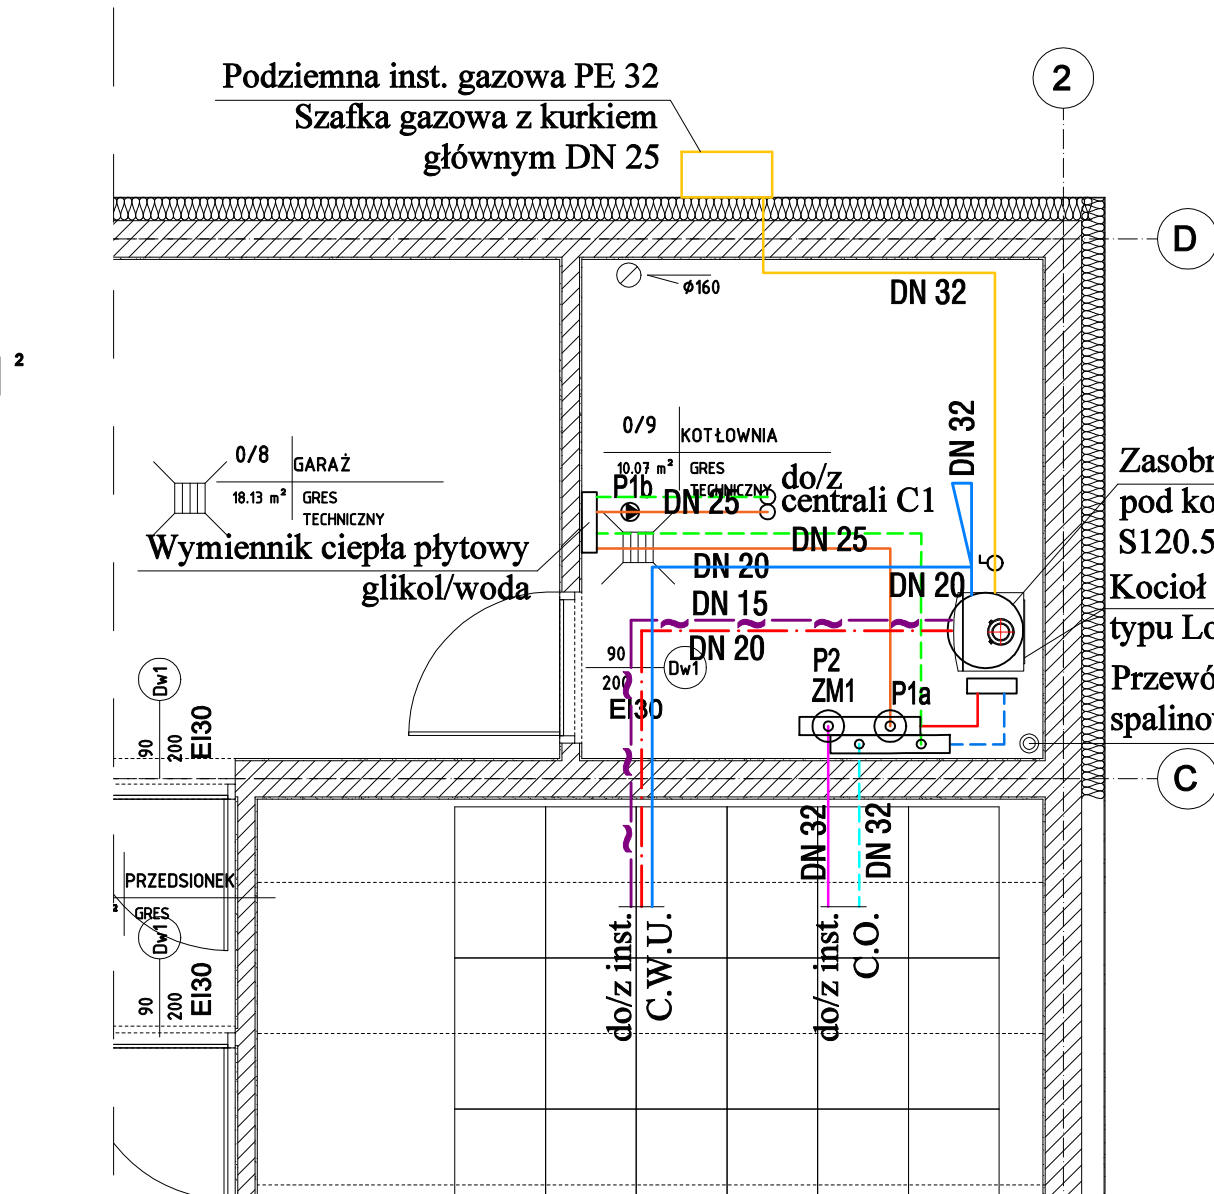 Podziemna inst. gazowa PE 32
Szafka gazowa z kurkiem
głównym DN 25
2
D
ø160
DN 32
2
DN 32
0/9
KOTŁOWNIA
10.07 m²
GRES
TECHNICZNY
0/8
GARAŻ
18.13 m²
GRES
TECHNICZNY
P1b
DN 25
do/z
centrali C1
Zasobn
pod ko
S120.5
Wymiennik ciepła płytowy
glikol/woda
DN 25
DN 20
DN 20
Kocioł
typu Lo
DN 15
DN 20
90
200
Dw1
EI30
P2
ZM1
P1a
Przewó
spalinow
Dw1
90
200
EI30
C
DN 32
DN 32
PRZEDSIONEK
2
GRES
Dw1
90
200
EI30
do/z inst.
C.W.U.
do/z inst.
C.O.